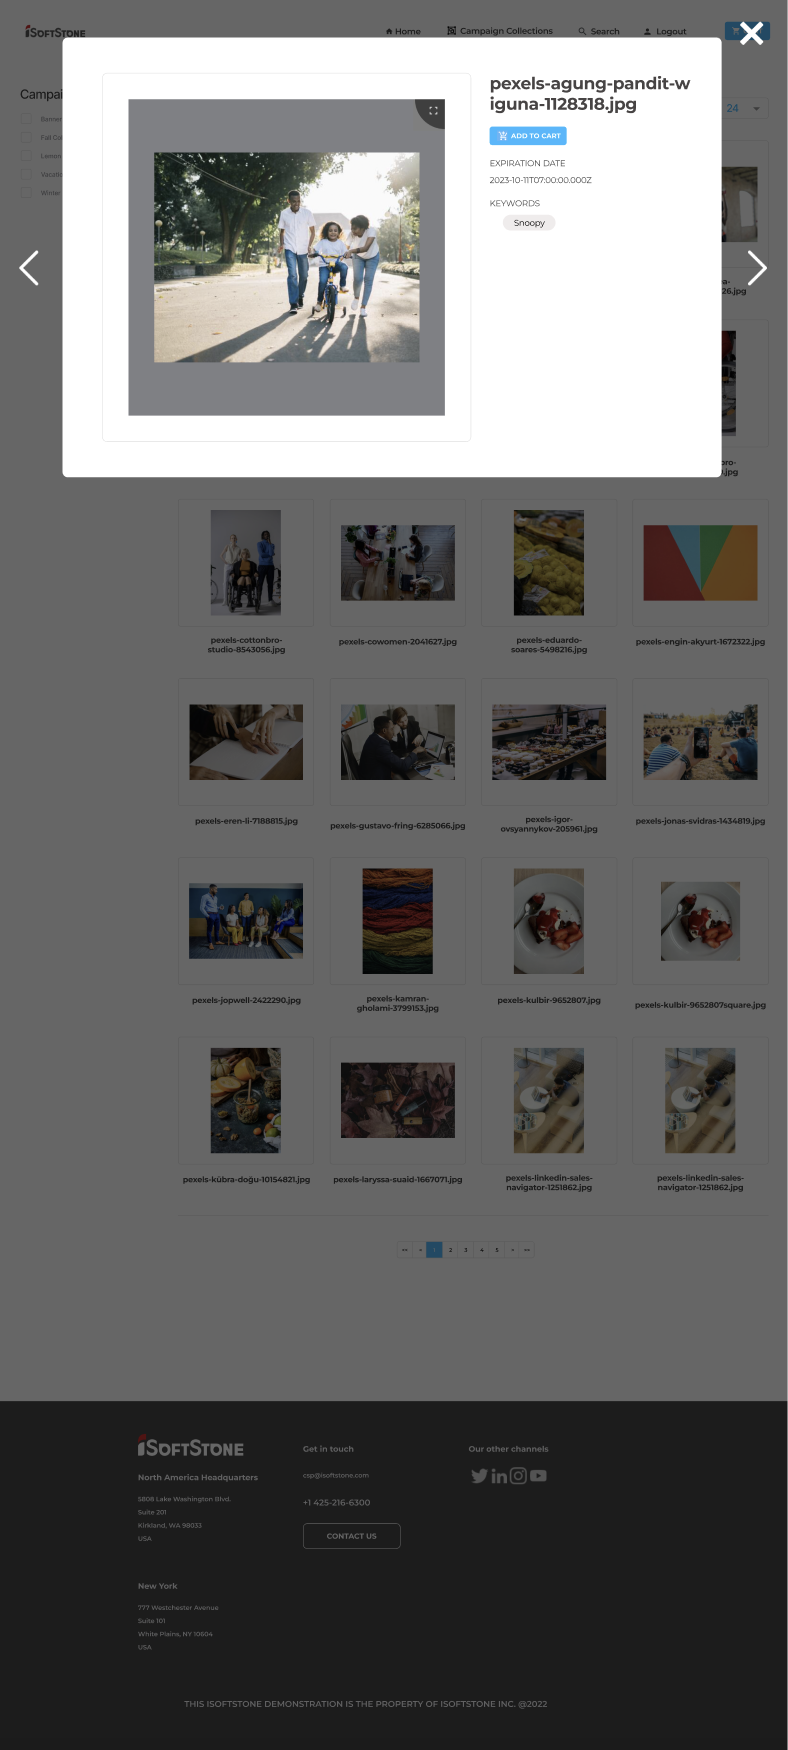 iSOFTSTONE
Home
Campaign Collections
Search
Logout
Campai
24
Banner
Fall Co
Lemon
Vacatio
Winter
pexels-agung-pandit-w
iguna-1128318.jpg
ADD TO CART
EXPIRATION DATE
2023-10-11T07:00:00.000Z
KEYWORDS
Snoopy
a-
26.jpg
bro-
.jpg
pexels-cottonbro-
studio-8543056.jpg
pexels-cowomen-2041627.jpg
pexels-eduardo-
soares-5498216.jpg
pexels-engin-akyurt-1672322.jpg
pexels-eren-li-7188815.jpg
pexels-gustavo-fring-6285066.jpg
pexels-igor-
ovsyannykov-205961.jpg
pexels-jonas-svidras-1434819.jpg
pexels-jopwell-2422290.jpg
pexels-kamran-
gholami-3799153.jpg
pexels-kulbir-9652807.jpg
pexels-kulbir-9652807square.jpg
pexels-kübra-doğu-10154821.jpg
pexels-laryssa-suaid-1667071.jpg
pexels-linkedin-sales-
navigator-1251862.jpg
pexels-linkedin-sales-
navigator-1251862.jpg
<< < 1 2 3 4 5 > >>
iSOFTSTONE
North America Headquarters
5808 Lake Washington Blvd.
Suite 201
Kirkland, WA 98033
USA
Get in touch
csp@isoftstone.com
+1 425-216-6300
CONTACT US
Our other channels
New York
777 Westchester Avenue
Suite 101
White Plains, NY 10604
USA
THIS ISOFTSTONE DEMONSTRATION IS THE PROPERTY OF ISOFTSTONE INC. @2022